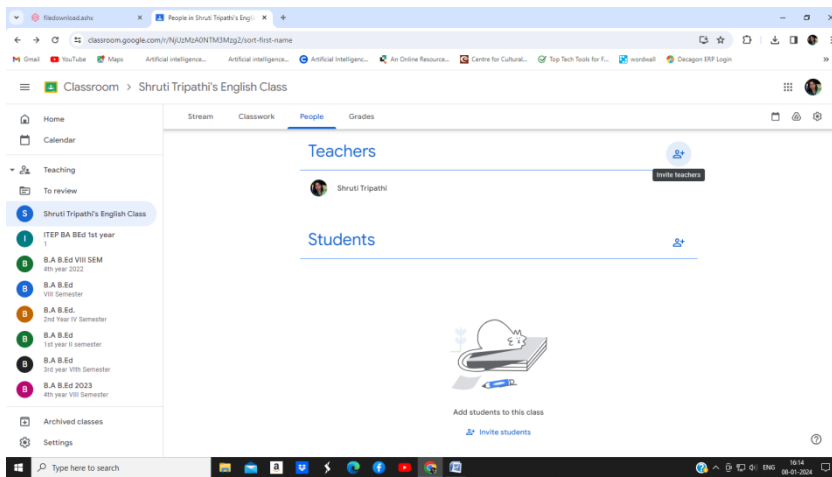 filedownload.ashx
People in Shruti Tripathi's Engli
classroom.google.com/r/NjUzMzA0NTM3Mzg2/sort-first-name
Gmail YouTube Maps Artificial intelligence... Artificial intelligence... Artificial Intelligenc... An Online Resource... Centre for Cultural... Top Tech Tools for F... wordwall Decagon ERP Login
Classroom > Shruti Tripathi's English Class
Home
Calendar
Teaching
To review
S Shruti Tripathi's English Class
I ITEP BA BEd 1st year
1
B B.A B.Ed VIII SEM
4th year 2022
B B.A B.Ed
VIII Semester
B B.A B.Ed.
2nd Year IV Semester
B B.A B.Ed
1st year II semester
B B.A B.Ed
3rd year VIth Semester
B B.A B.Ed 2023
4th year VIII Semester
Archived classes
Settings
Stream Classwork People Grades
Teachers
Invite teachers
Shruti Tripathi
Students
Add students to this class
Invite students
Type here to search
a
ENG
16:14
08-01-2024